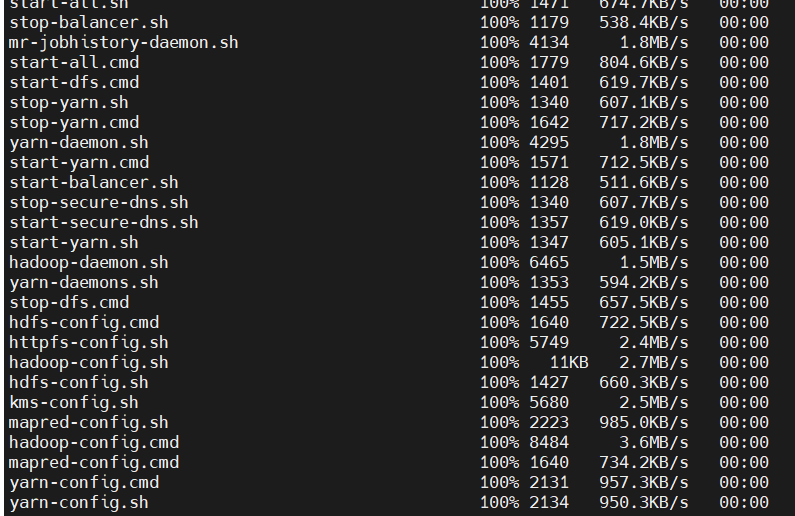 start-all.sh 100% 1471 674.7KB/s 00:00
stop-balancer.sh 100% 1179 538.4KB/s 00:00
mr-jobhistory-daemon.sh 100% 4134 1.8MB/s 00:00
start-all.cmd 100% 1779 804.6KB/s 00:00
start-dfs.cmd 100% 1401 619.7KB/s 00:00
stop-yarn.sh 100% 1340 607.1KB/s 00:00
stop-yarn.cmd 100% 1642 717.2KB/s 00:00
yarn-daemon.sh 100% 4295 1.8MB/s 00:00
start-yarn.cmd 100% 1571 712.5KB/s 00:00
start-balancer.sh 100% 1128 511.6KB/s 00:00
stop-secure-dns.sh 100% 1340 607.7KB/s 00:00
start-secure-dns.sh 100% 1357 619.0KB/s 00:00
start-yarn.sh 100% 1347 605.1KB/s 00:00
hadoop-daemon.sh 100% 6465 1.5MB/s 00:00
yarn-daemons.sh 100% 1353 594.2KB/s 00:00
stop-dfs.cmd 100% 1455 657.5KB/s 00:00
hdfs-config.cmd 100% 1640 722.5KB/s 00:00
httpfs-config.sh 100% 5749 2.4MB/s 00:00
hadoop-config.sh 100% 11KB 2.7MB/s 00:00
hdfs-config.sh 100% 1427 660.3KB/s 00:00
kms-config.sh 100% 5680 2.5MB/s 00:00
mapred-config.sh 100% 2223 985.0KB/s 00:00
hadoop-config.cmd 100% 8484 3.6MB/s 00:00
mapred-config.cmd 100% 1640 734.2KB/s 00:00
yarn-config.cmd 100% 2131 957.3KB/s 00:00
yarn-config.sh 100% 2134 950.3KB/s 00:00